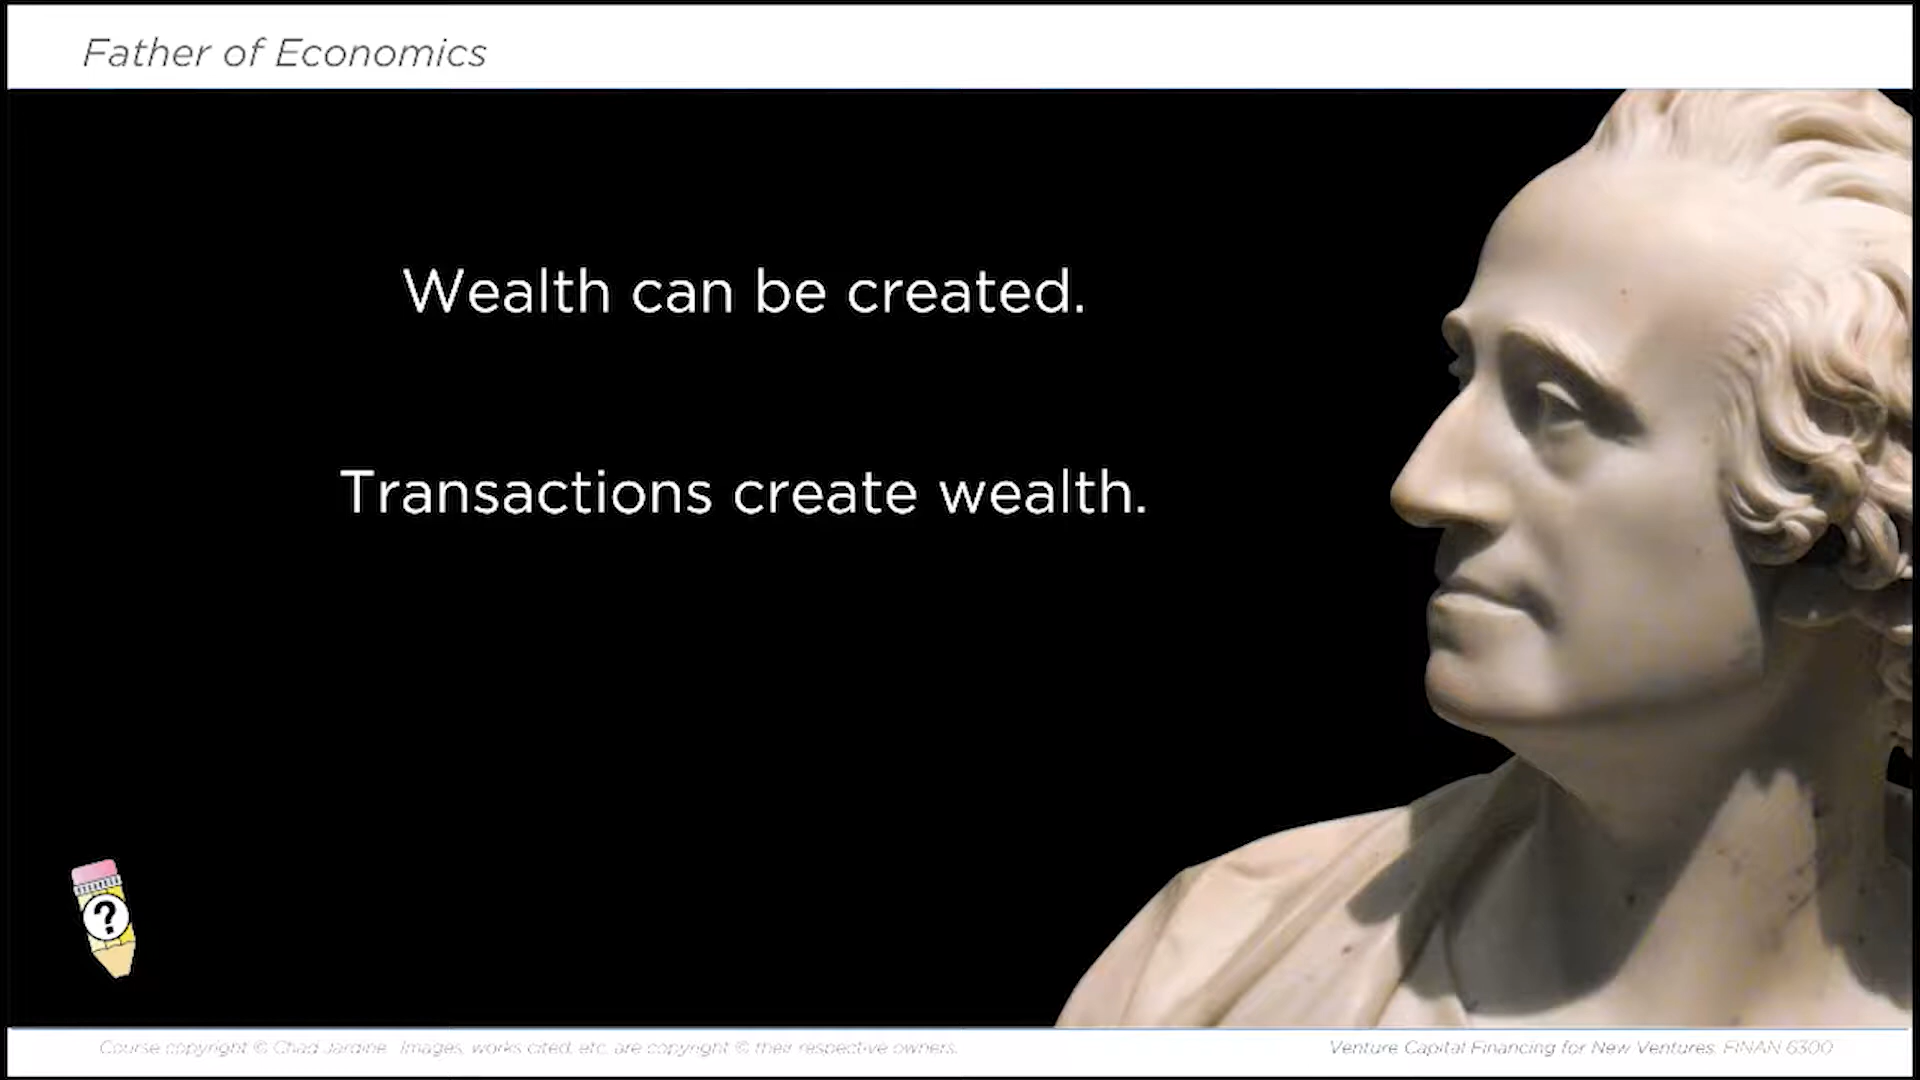 Father of Economics
Wealth can be created.
Transactions create wealth.
?
Course copyright © Chad Jardine. Images, works cited, etc. are copyright © their respective owners.
Venture Capital Financing for New Ventures. FINAN 6300